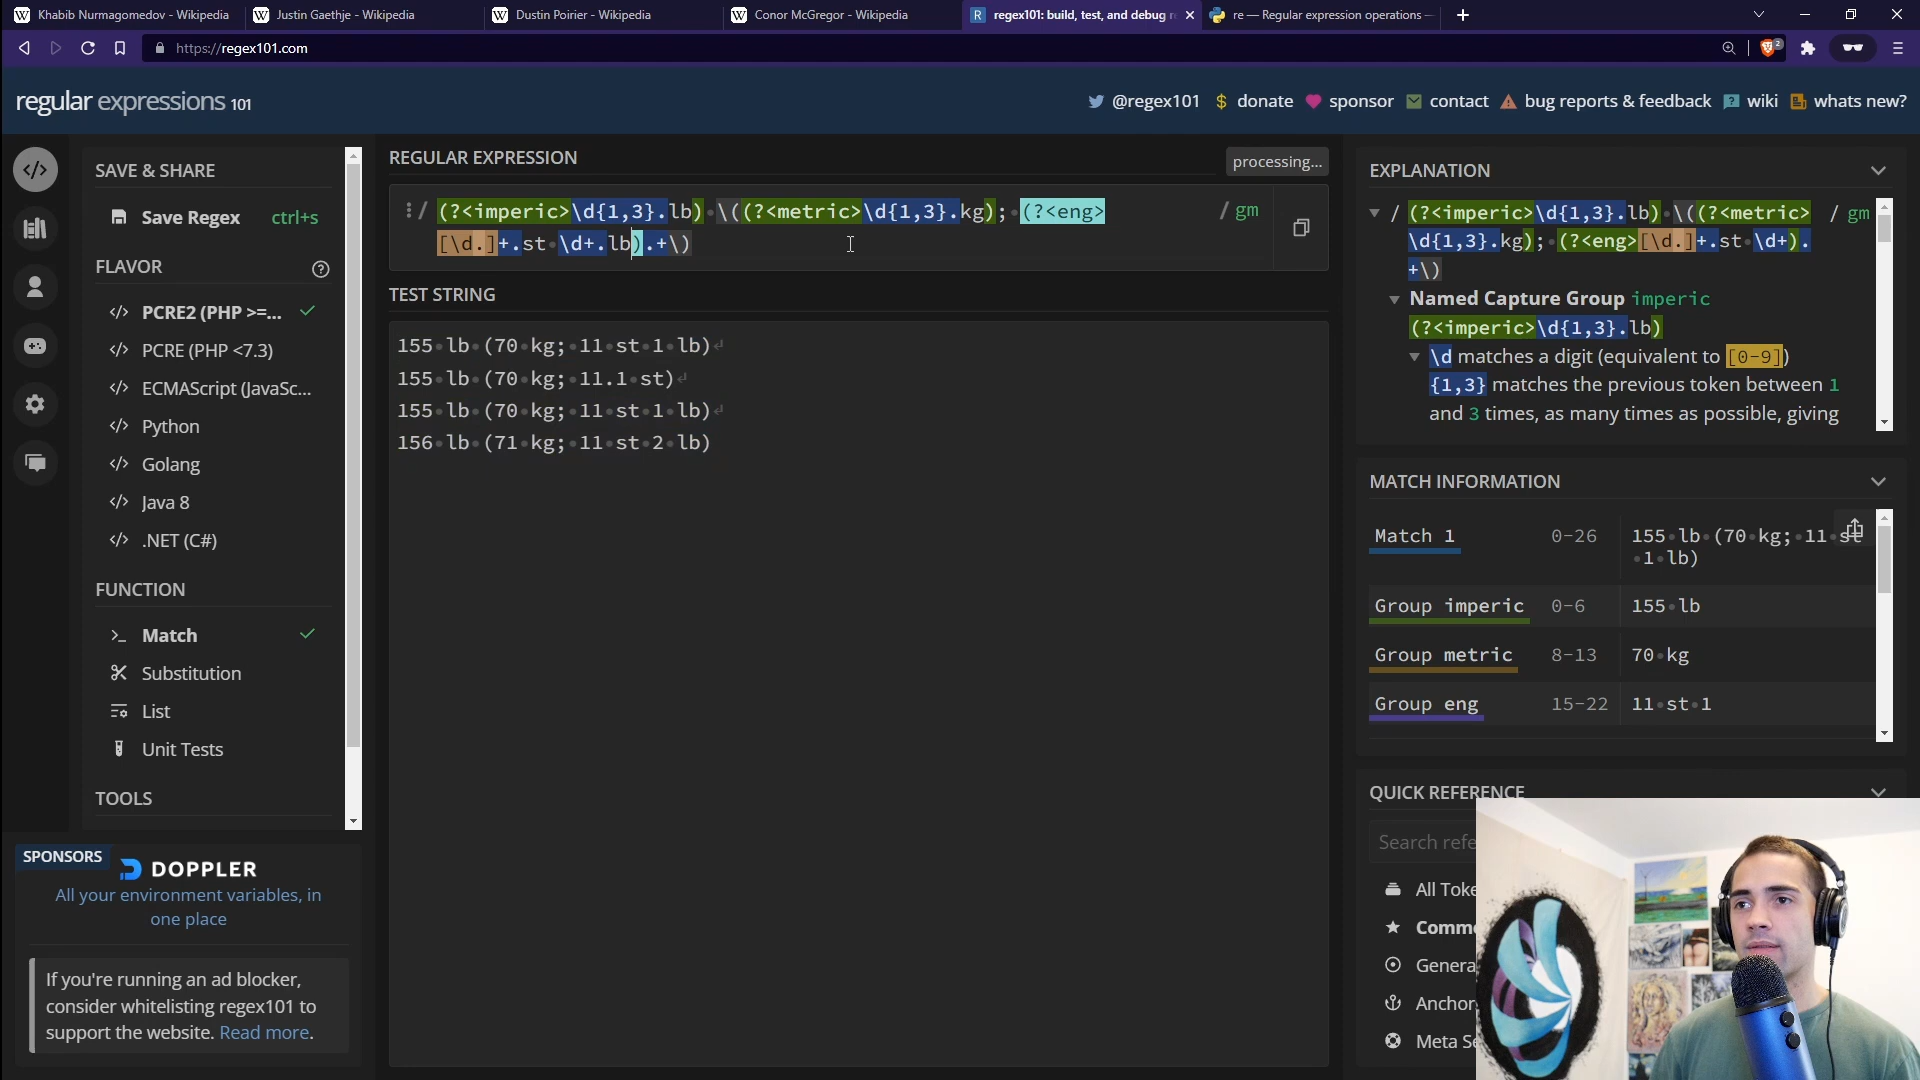 Khabib Nurmagomedov - Wikipedia
Justin Gaethje - Wikipedia
Dustin Poirier - Wikipedia
Conor McGregor - Wikipedia
regex101: build, test, and debug r
re — Regular expression operations —
https://regex101.com
2
regular expressions 101
@regex101
donate
sponsor
contact
bug reports & feedback
wiki
whats new?
SAVE & SHARE
Save Regex ctrl+s
FLAVOR
PCRE2 (PHP >=...
PCRE (PHP <7.3)
ECMAScript (JavaSc...
Python
Golang
Java 8
.NET (C#)
FUNCTION
Match
Substitution
List
Unit Tests
TOOLS
SPONSORS
DOPPLER
All your environment variables, in
one place
If you're running an ad blocker,
consider whitelisting regex101 to
support the website. Read more.
REGULAR EXPRESSION
processing...
/ (?<imperic>\d{1,3}.lb)·\((?<metric>\d{1,3}.kg);·(?<eng> / gm
[\d.]+.st·\d+.lb).+\)
TEST STRING
155·lb·(70·kg;·11·st·1·lb)↵
155·lb·(70·kg;·11.1·st)↵
155·lb·(70·kg;·11·st·1·lb)↵
156·lb·(71·kg;·11·st·2·lb)
EXPLANATION
/ (?<imperic>\d{1,3}.lb)·\((?<metric> / gm
\d{1,3}.kg);·(?<eng>[\d.]+.st·\d+).
+\)
Named Capture Group imperic
(?<imperic>\d{1,3}.lb)
\d matches a digit (equivalent to [0-9])
{1,3} matches the previous token between 1
and 3 times, as many times as possible, giving
MATCH INFORMATION
Match 1 0-26 155·lb·(70·kg;·11·st
·1·lb)
Group imperic 0-6 155·lb
Group metric 8-13 70·kg
Group eng 15-22 11·st·1
QUICK REFERENCE
Search refe
All Toke
Commo
Genera
Anchor
Meta Se